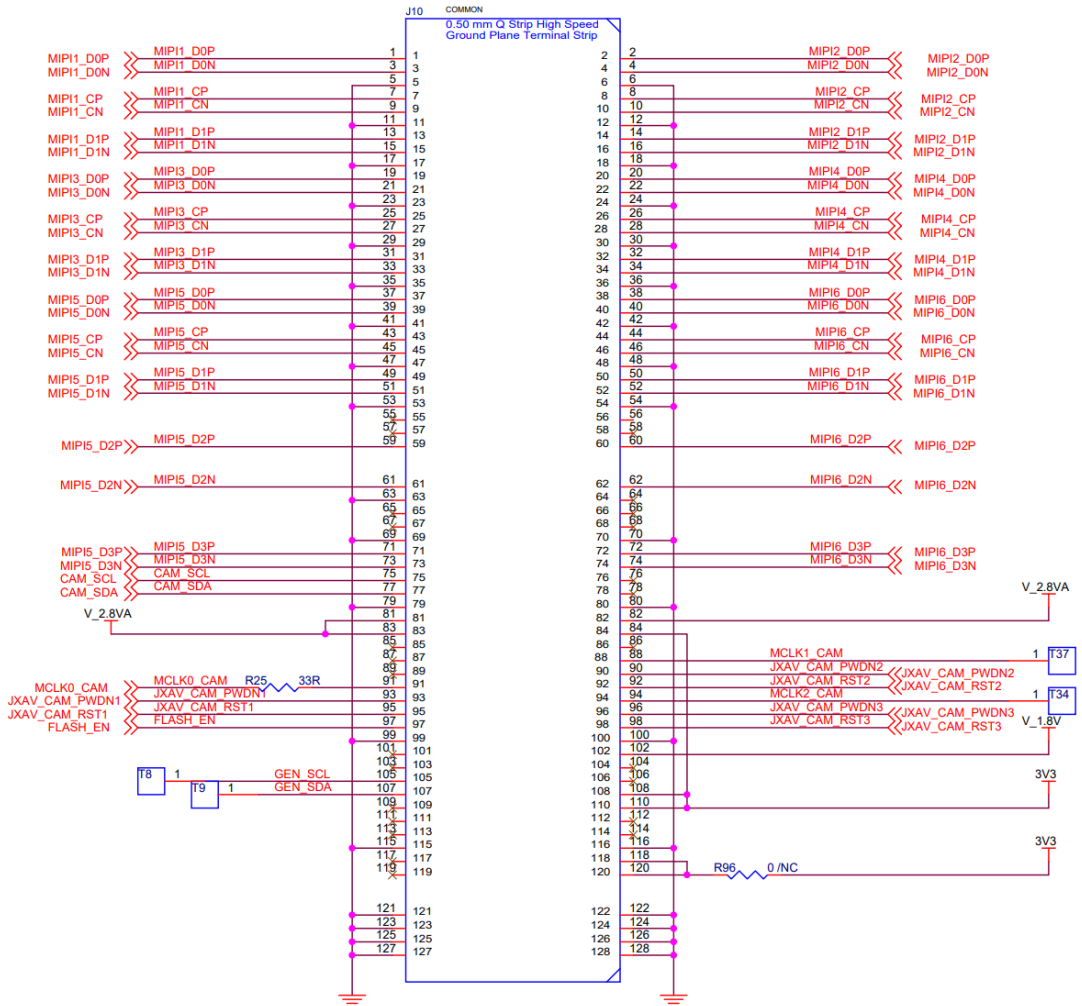 J10 COMMON
0.50 mm Q Strip High Speed
Ground Plane Terminal Strip
MIPI1_D0P MIPI1_D0P 1 1 2 2 MIPI2_D0P MIPI2_D0P
MIPI1_D0N MIPI1_D0N 3 3 4 4 MIPI2_D0N MIPI2_D0N
5 5 6 6
MIPI1_CP MIPI1_CP 7 7 8 8 MIPI2_CP MIPI2_CP
MIPI1_CN MIPI1_CN 9 9 10 10 MIPI2_CN MIPI2_CN
11 11 12 12
MIPI1_D1P MIPI1_D1P 13 13 14 14 MIPI2_D1P MIPI2_D1P
MIPI1_D1N MIPI1_D1N 15 15 16 16 MIPI2_D1N MIPI2_D1N
17 17 18 18
MIPI3_D0P MIPI3_D0P 19 19 20 20 MIPI4_D0P MIPI4_D0P
MIPI3_D0N MIPI3_D0N 21 21 22 22 MIPI4_D0N MIPI4_D0N
23 23 24 24
MIPI3_CP MIPI3_CP 25 25 26 26 MIPI4_CP MIPI4_CP
MIPI3_CN MIPI3_CN 27 27 28 28 MIPI4_CN MIPI4_CN
29 29 30 30
MIPI3_D1P MIPI3_D1P 31 31 32 32 MIPI4_D1P MIPI4_D1P
MIPI3_D1N MIPI3_D1N 33 33 34 34 MIPI4_D1N MIPI4_D1N
35 35 36 36
MIPI5_D0P MIPI5_D0P 37 37 38 38 MIPI6_D0P MIPI6_D0P
MIPI5_D0N MIPI5_D0N 39 39 40 40 MIPI6_D0N MIPI6_D0N
41 41 42 42
MIPI5_CP MIPI5_CP 43 43 44 44 MIPI6_CP MIPI6_CP
MIPI5_CN MIPI5_CN 45 45 46 46 MIPI6_CN MIPI6_CN
47 47 48 48
MIPI5_D1P MIPI5_D1P 49 49 50 50 MIPI6_D1P MIPI6_D1P
MIPI5_D1N MIPI5_D1N 51 51 52 52 MIPI6_D1N MIPI6_D1N
53 53 54 54
55 55 56 56
57 57 58 58
MIPI5_D2P MIPI5_D2P 59 59 60 60 MIPI6_D2P MIPI6_D2P
MIPI5_D2N MIPI5_D2N 61 61 62 62 MIPI6_D2N MIPI6_D2N
63 63 64 64
65 65 66 66
67 67 68 68
69 69 70 70
MIPI5_D3P MIPI5_D3P 71 71 72 72 MIPI6_D3P MIPI6_D3P
MIPI5_D3N MIPI5_D3N 73 73 74 74 MIPI6_D3N MIPI6_D3N
CAM_SCL CAM_SCL 75 75 76 76
CAM_SDA CAM_SDA 77 77 78 78
79 79 80 80 V_2.8VA
V_2.8VA 81 81 82 82
83 83 84 84
85 85 86 86
87 87 88 88 MCLK1_CAM 1 T37
89 89 90 90 JXAV_CAM_PWDN2 JXAV_CAM_PWDN2
MCLK0_CAM MCLK0_CAM R25 33R 91 91 92 92 JXAV_CAM_RST2 JXAV_CAM_RST2
JXAV_CAM_PWDN1 JXAV_CAM_PWDN1 93 93 94 94 MCLK2_CAM 1 T34
JXAV_CAM_RST1 JXAV_CAM_RST1 95 95 96 96 JXAV_CAM_PWDN3 JXAV_CAM_PWDN3
FLASH_EN FLASH_EN 97 97 98 98 JXAV_CAM_RST3 JXAV_CAM_RST3 V_1.8V
99 99 100 100
101 101 102 102
103 103 104 104
T8 1 GEN_SCL 105 105 106 106 3V3
T9 1 GEN_SDA 107 107 108 108
109 109 110 110
111 111 112 112
113 113 114 114
115 115 116 116 3V3
117 117 118 118
119 119 120 120 R96 0 /NC
121 121 122 122
123 123 124 124
125 125 126 126
127 127 128 128